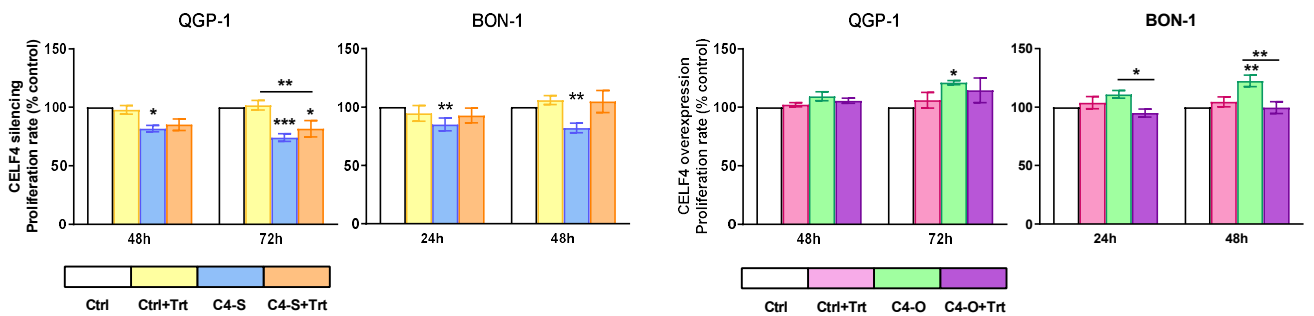 QGP-1
BON-1
QGP-1
BON-1
CELF4 silencing
Proliferation rate (% control)
150
100
50
0
*
***
**
*
48h
72h
150
100
50
0
**
**
24h
48h
CELF4 overexpression
Proliferation rate (% control)
150
100
50
0
*
48h
72h
150
100
50
0
*
**
**
24h
48h
Ctrl
Ctrl+Trt
C4-S
C4-S+Trt
Ctrl
Ctrl+Trt
C4-O
C4-O+Trt